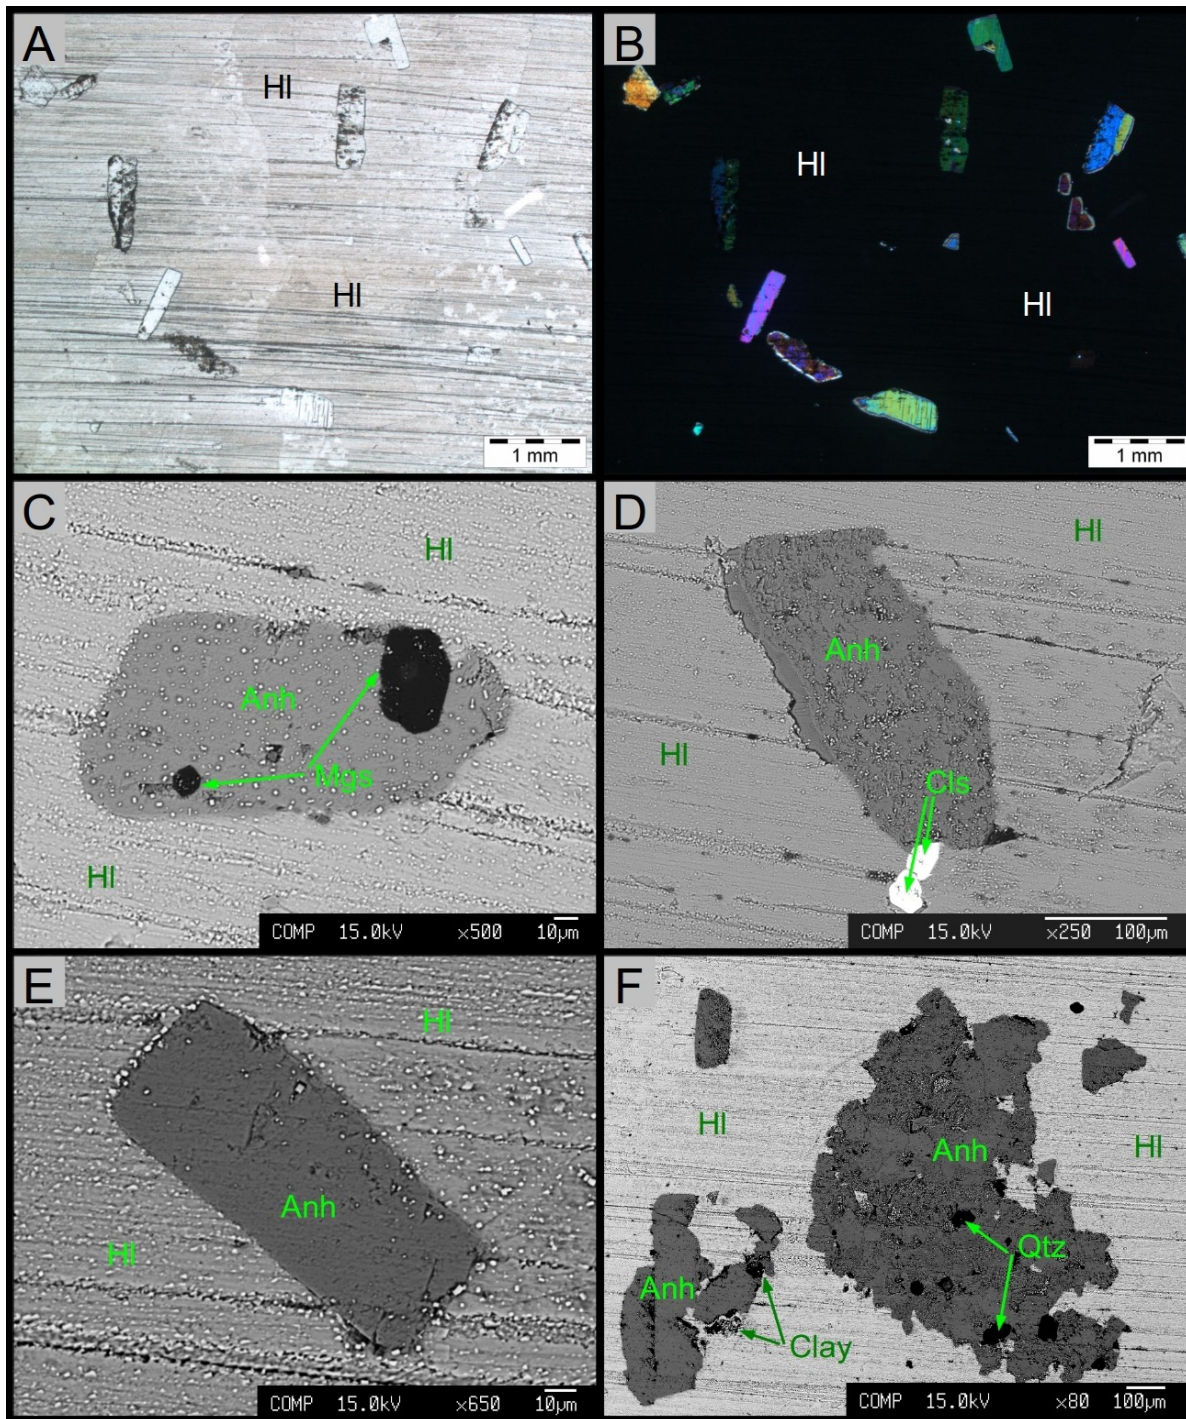 A
Hl
Hl
1 mm
B
Hl
Hl
1 mm
C
Hl
Anh
Mgs
Hl
COMP 15.0kV ×500 10µm
D
Hl
Anh
Hl
Cls
COMP 15.0kV ×250 100µm
E
Hl
Anh
Hl
COMP 15.0kV ×650 10µm
F
Hl
Anh
Hl
Qtz
Anh
Clay
COMP 15.0kV ×80 100µm